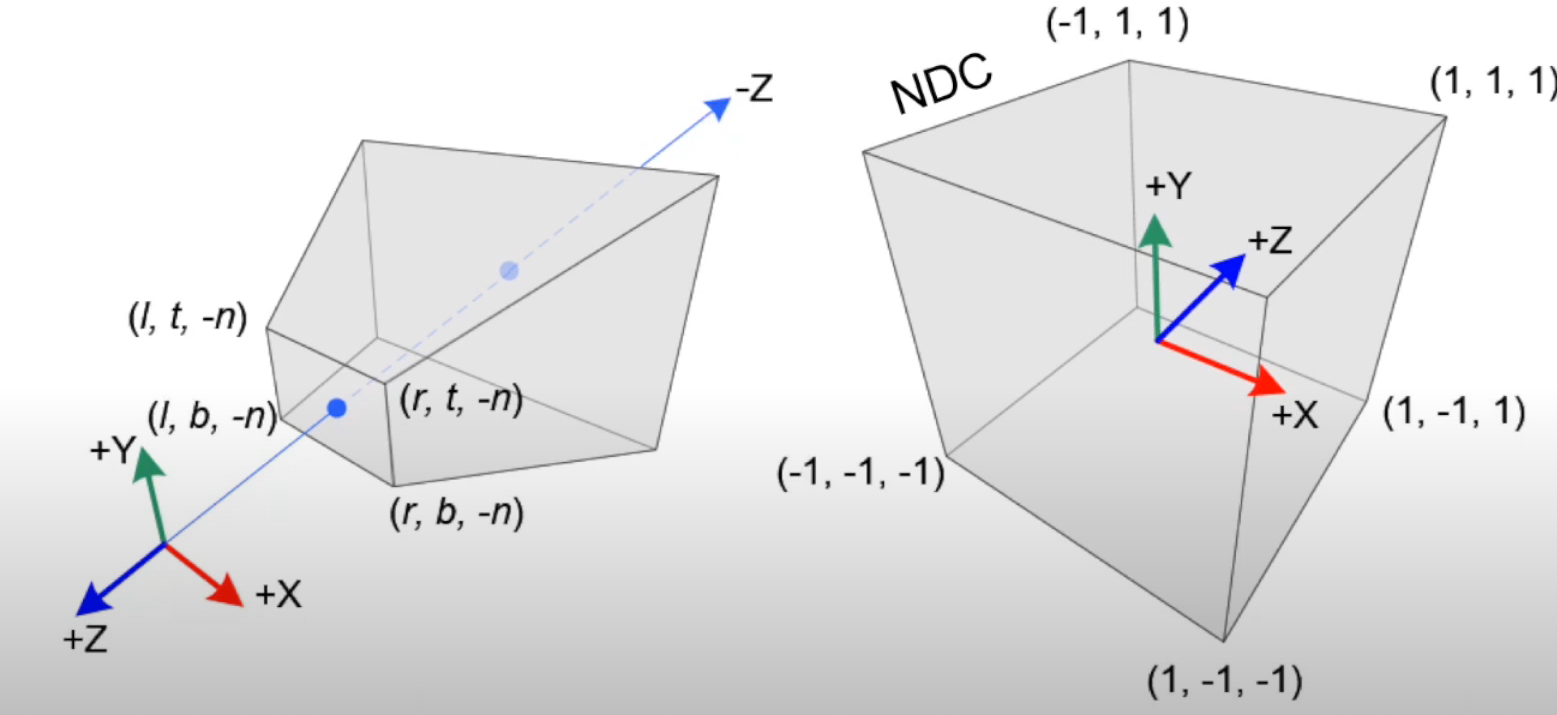 (-1, 1, 1)
NDC
(1, 1, 1)
-Z
+Y
+Z
(l, t, -n)
(r, t, -n)
(l, b, -n)
+X
(1, -1, 1)
+Y
(-1, -1, -1)
(r, b, -n)
+X
+Z
(1, -1, -1)